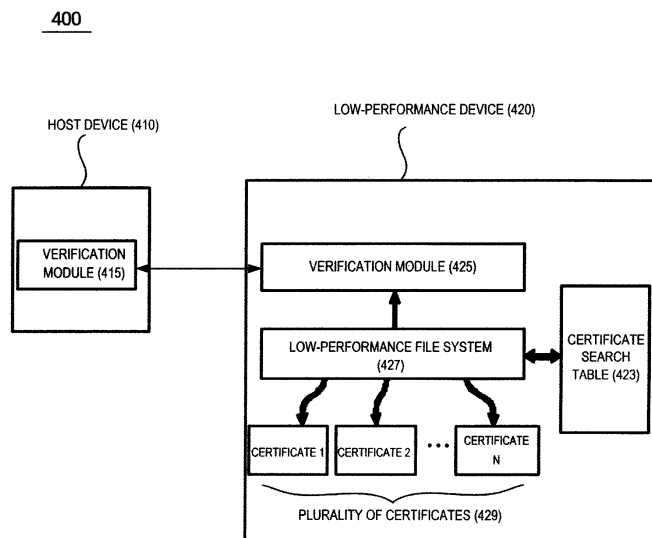 400
LOW-PERFORMANCE DEVICE (420)
HOST DEVICE (410)
VERIFICATION
MODULE (415)
VERIFICATION MODULE (425)
LOW-PERFORMANCE FILE SYSTEM
(427)
CERTIFICATE
SEARCH
TABLE (423)
CERTIFICATE 1
CERTIFICATE 2
•••
CERTIFICATE
N
PLURALITY OF CERTIFICATES (429)